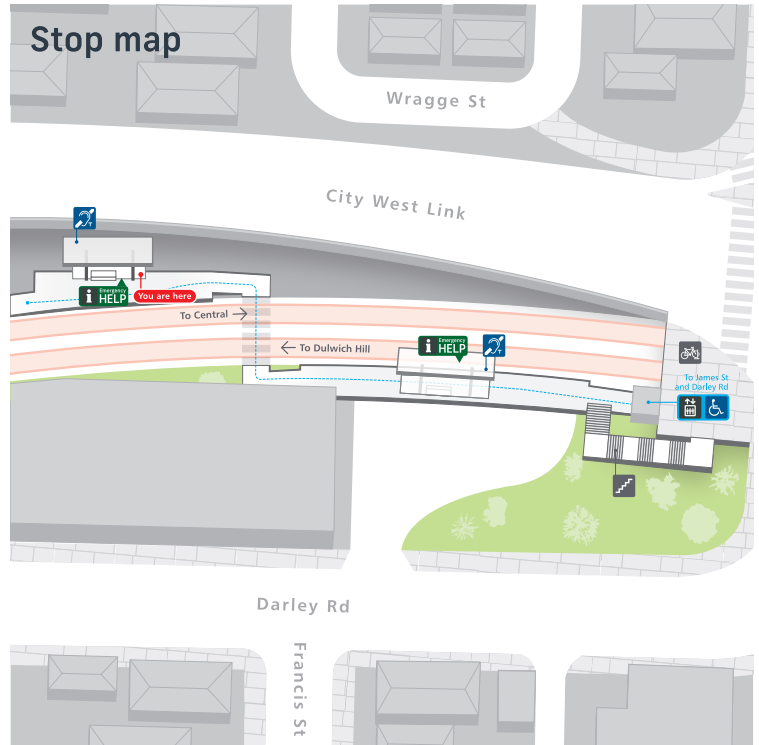 Stop map
Wragge St
City West Link
T
i Emergency
HELP
You are here
To Central
To Dulwich Hill
i Emergency
HELP
T
To James St
and Darley Rd
Darley Rd
Francis St